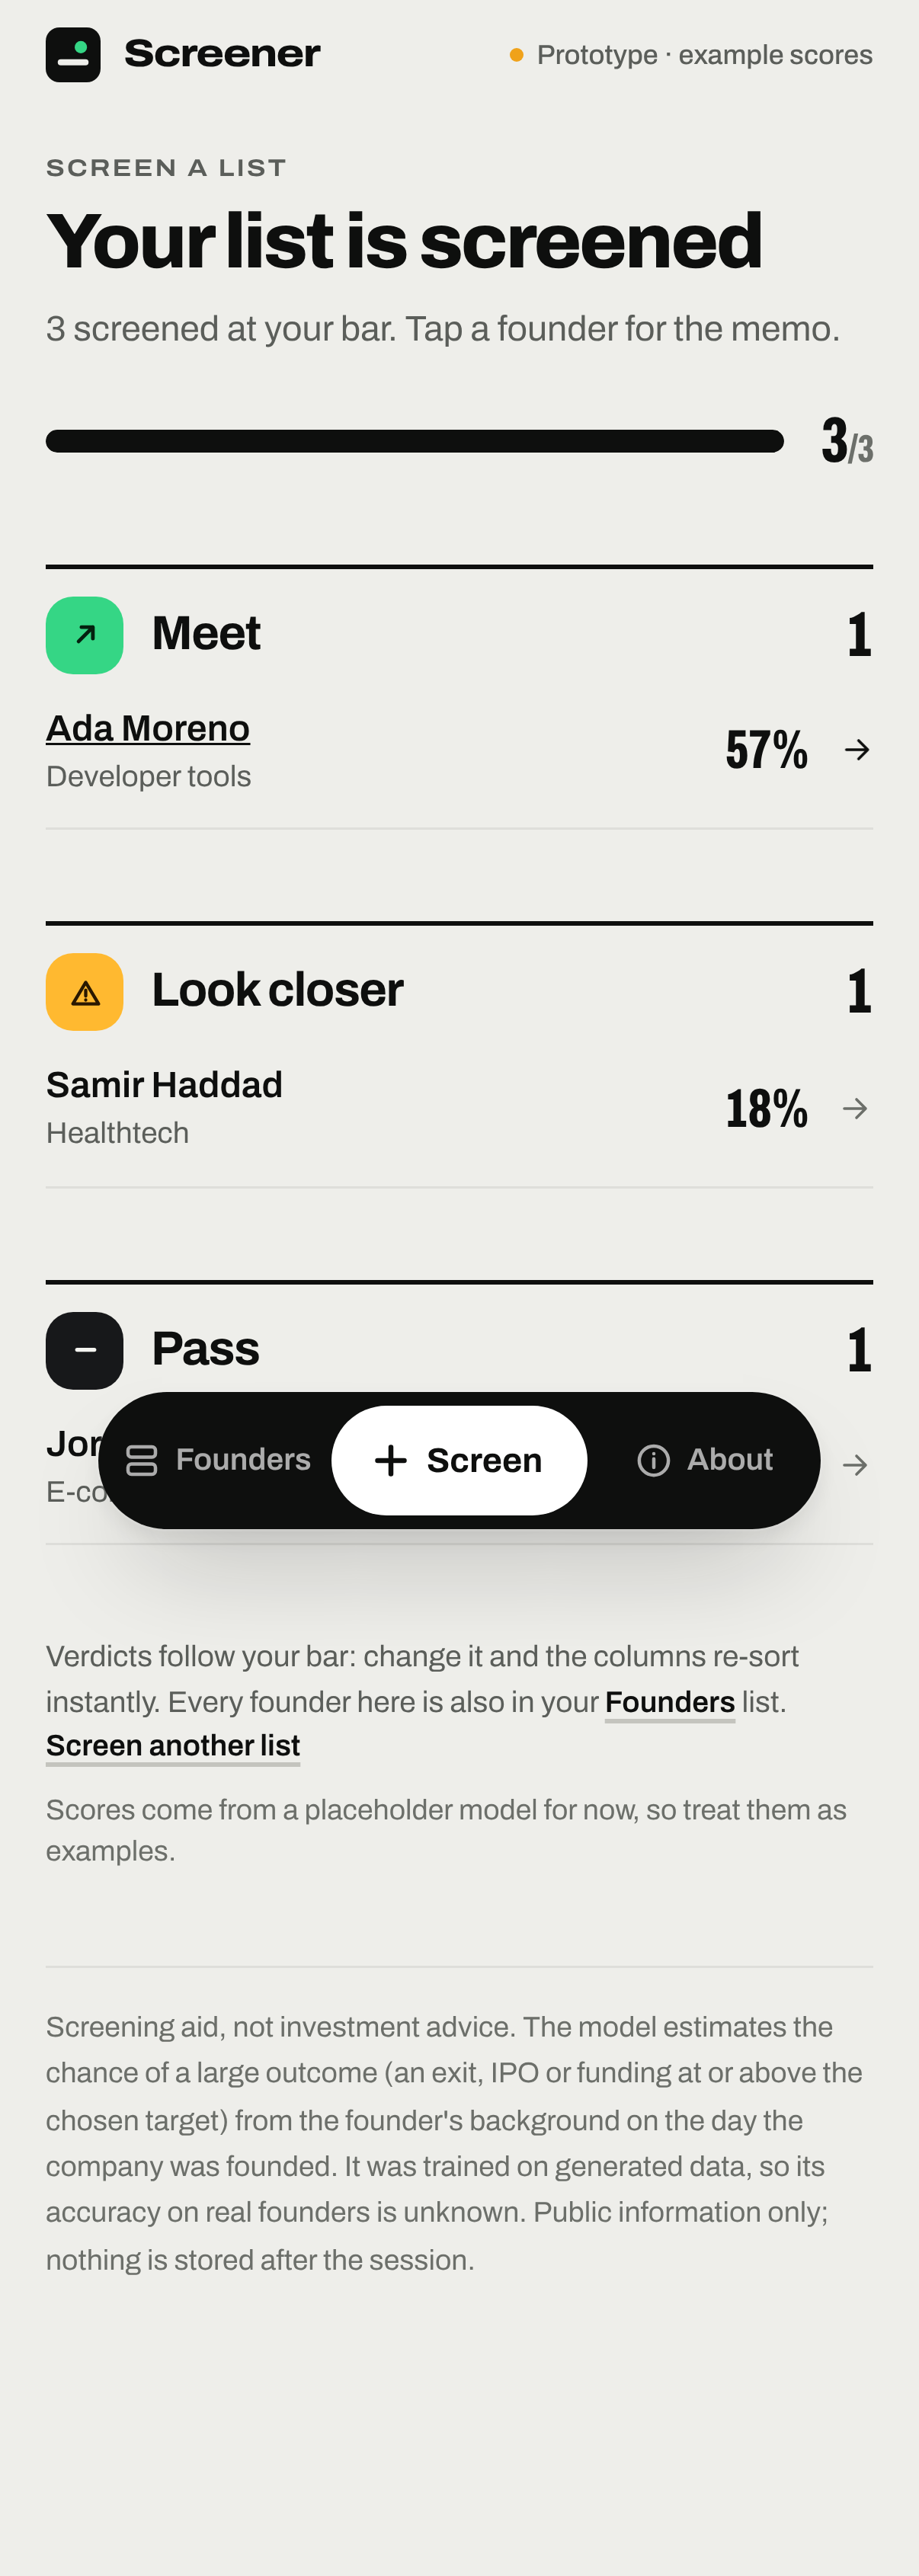 Screener
Prototype · example scores
SCREEN A LIST
Your list is screened
3 screened at your bar. Tap a founder for the memo.
3/3
Meet
1
Ada Moreno
57%
Developer tools
Look closer
1
Samir Haddad
18%
Healthtech
Pass
1
Founders
Screen
About
Verdicts follow your bar: change it and the columns re-sort
instantly. Every founder here is also in your Founders list.
Screen another list
Scores come from a placeholder model for now, so treat them as
examples.
Screening aid, not investment advice. The model estimates the
chance of a large outcome (an exit, IPO or funding at or above the
chosen target) from the founder's background on the day the
company was founded. It was trained on generated data, so its
accuracy on real founders is unknown. Public information only;
nothing is stored after the session.